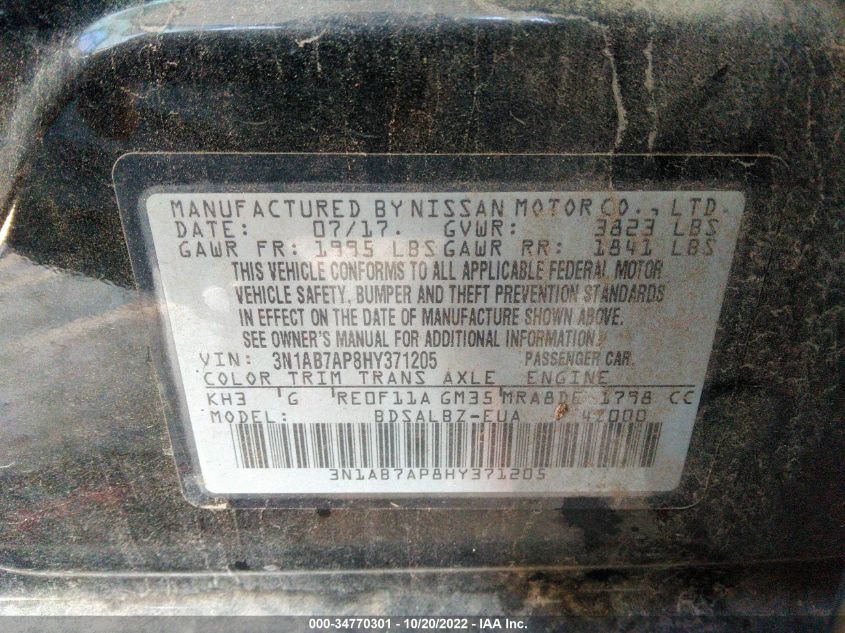 MANUFACTURED BY NISSAN MOTOR CO., LTD.
DATE: 07/17. GVWR: 3823 LBS
GAWR FR: 1995 LBS GAWR RR: 1841 LBS
THIS VEHICLE CONFORMS TO ALL APPLICABLE FEDERAL MOTOR
VEHICLE SAFETY, BUMPER AND THEFT PREVENTION STANDARDS
IN EFFECT ON THE DATE OF MANUFACTURE SHOWN ABOVE.
SEE OWNER'S MANUAL FOR ADDITIONAL INFORMATION.
VIN: 3N1AB7AP8HY371205 PASSENGER CAR.
COLOR TRIM TRANS AXLE ENGINE
KH3 G RE0F11A GM35 MRA8DE 1798 CC
MODEL: BDSALBZ-EUA 42000
3N1AB7AP8HY371205
000-34770301 - 10/20/2022 - IAA Inc.